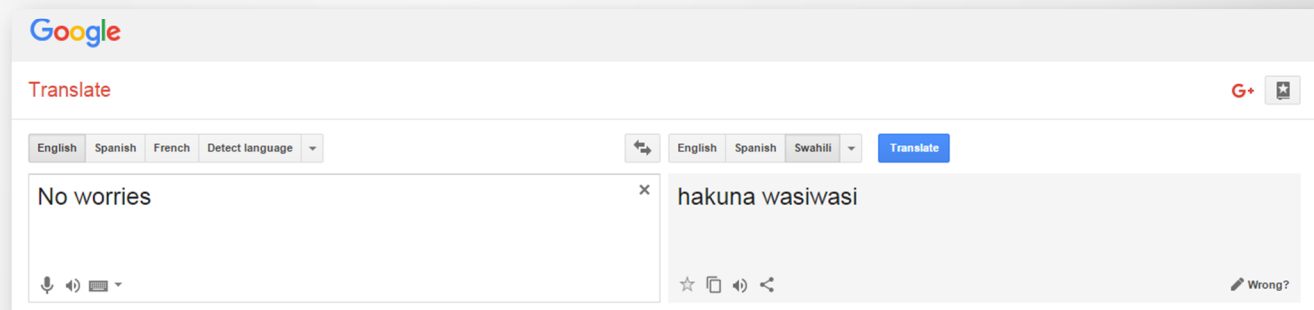 Google
Translate
G+
English Spanish French Detect language
English Spanish Swahili Translate
No worries
hakuna wasiwasi
Wrong?